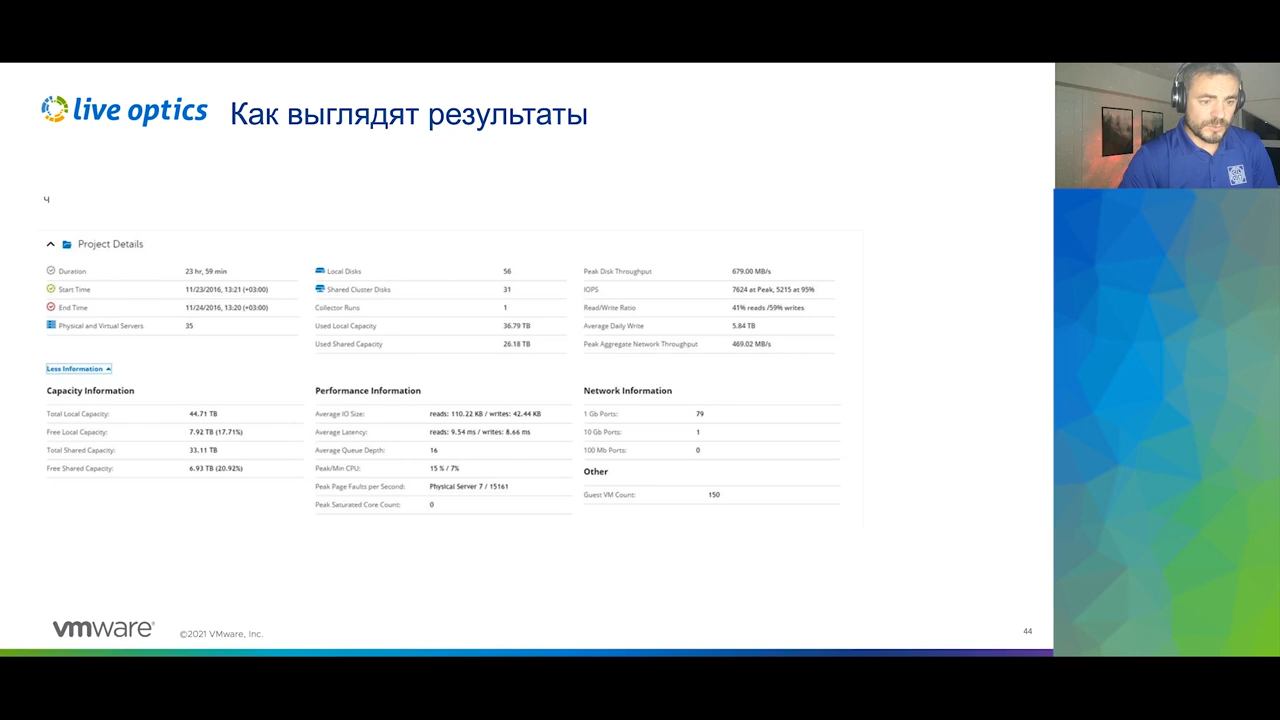 live optics Как выглядят результаты
ч
Project Details
Duration 23 hr, 59 min
Start Time 11/23/2016, 13:21 (+03:00)
End Time 11/24/2016, 13:20 (+03:00)
Physical and Virtual Servers 35
Local Disks 56
Shared Cluster Disks 31
Collector Runs 1
Used Local Capacity 36.79 TB
Used Shared Capacity 26.18 TB
Peak Disk Throughput 679.00 MB/s
IOPS 7624 at Peak, 5215 at 95%
Read/Write Ratio 41% reads /59% writes
Average Daily Write 5.84 TB
Peak Aggregate Network Throughput 469.02 MB/s
Less Information
Capacity Information
Total Local Capacity: 44.71 TB
Free Local Capacity: 7.92 TB (17.71%)
Total Shared Capacity: 33.11 TB
Free Shared Capacity: 6.93 TB (20.92%)
Performance Information
Average IO Size: reads: 110.22 KB / writes: 42.44 KB
Average Latency: reads: 9.54 ms / writes: 8.66 ms
Average Queue Depth: 16
Peak/Min CPU: 15 % / 7%
Peak Page Faults per Second: Physical Server 7 / 15161
Peak Saturated Core Count: 0
Network Information
1 Gb Ports: 79
10 Gb Ports: 1
100 Mb Ports: 0
Other
Guest VM Count: 150
vmware® ©2021 VMware, Inc. 44